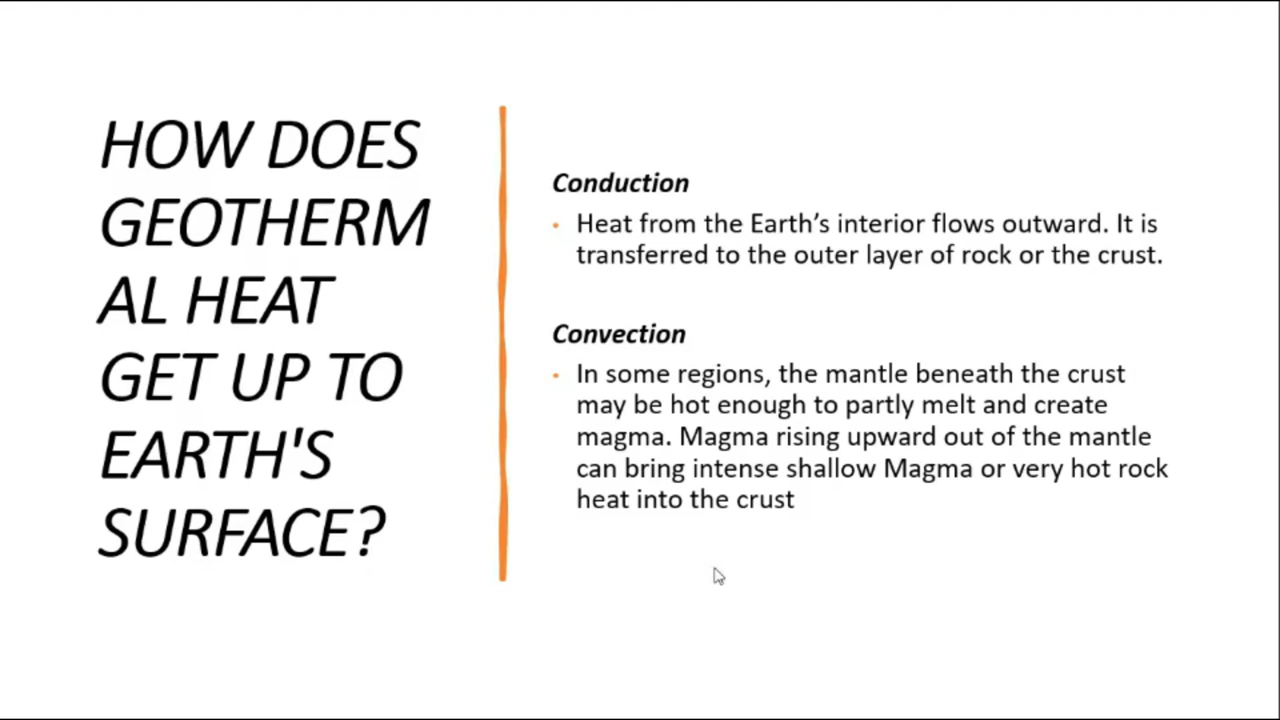 HOW DOES
GEOTHERM
AL HEAT
GET UP TO
EARTH'S
SURFACE?
Conduction
• Heat from the Earth’s interior flows outward. It is
transferred to the outer layer of rock or the crust.
Convection
• In some regions, the mantle beneath the crust
may be hot enough to partly melt and create
magma. Magma rising upward out of the mantle
can bring intense shallow Magma or very hot rock
heat into the crust